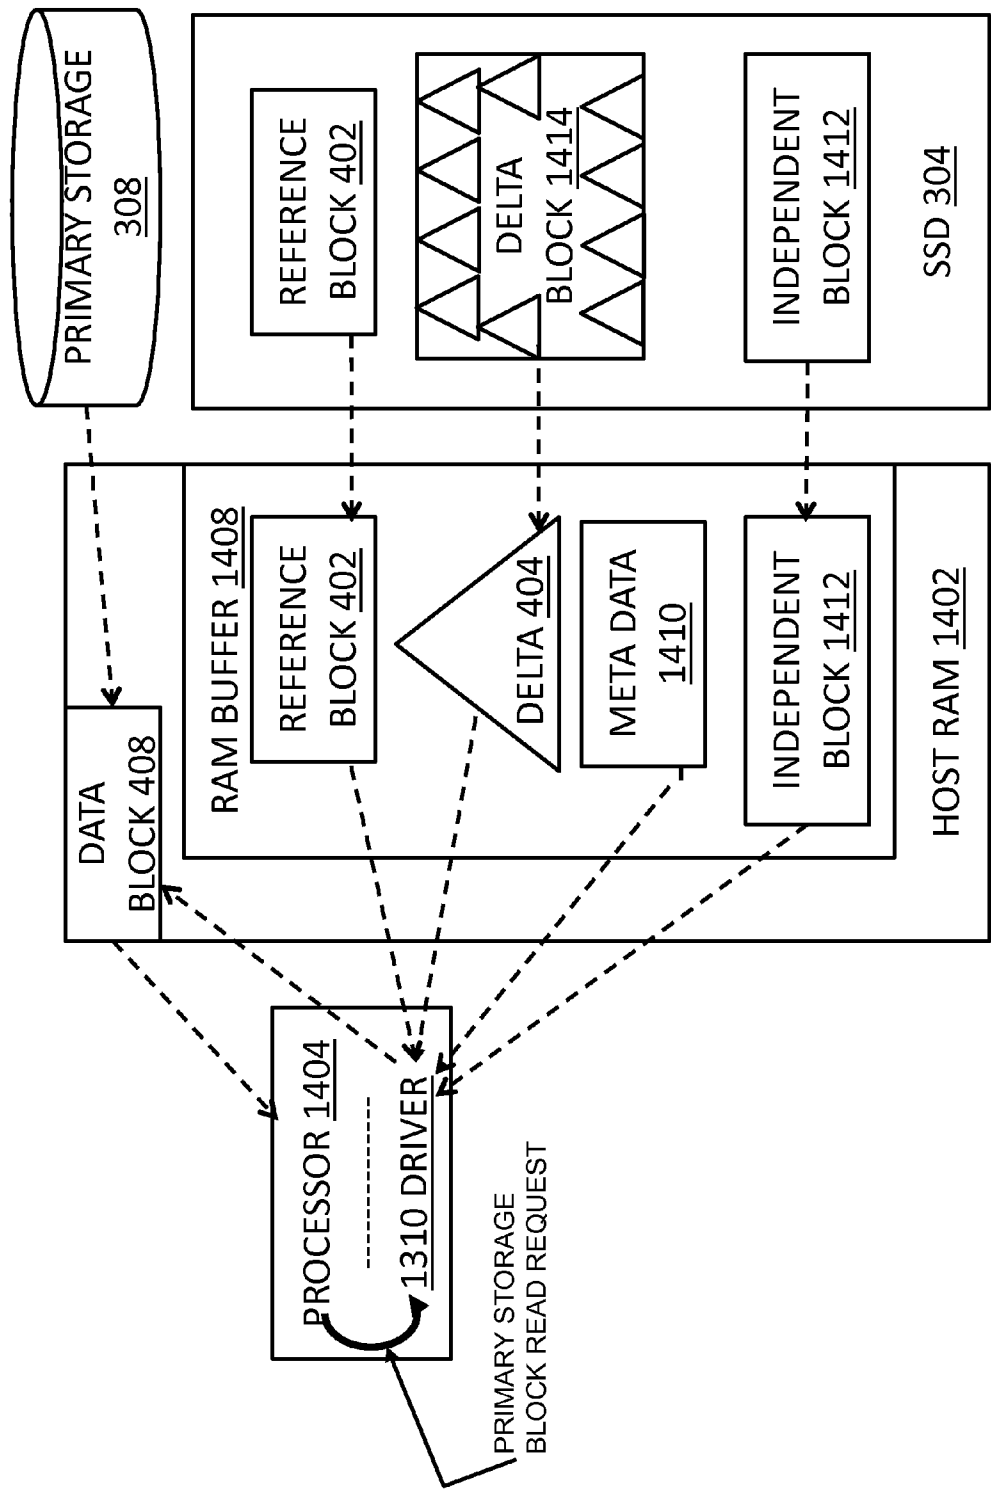 PRIMARY STORAGE
308
DATA
BLOCK 408
RAM BUFFER 1408
REFERENCE
BLOCK 402
REFERENCE
BLOCK 402
PROCESSOR 1404
1310 DRIVER
DELTA 404
DELTA
BLOCK 1414
PRIMARY STORAGE
BLOCK READ REQUEST
META DATA
1410
INDEPENDENT
BLOCK 1412
INDEPENDENT
BLOCK 1412
HOST RAM 1402
SSD 304